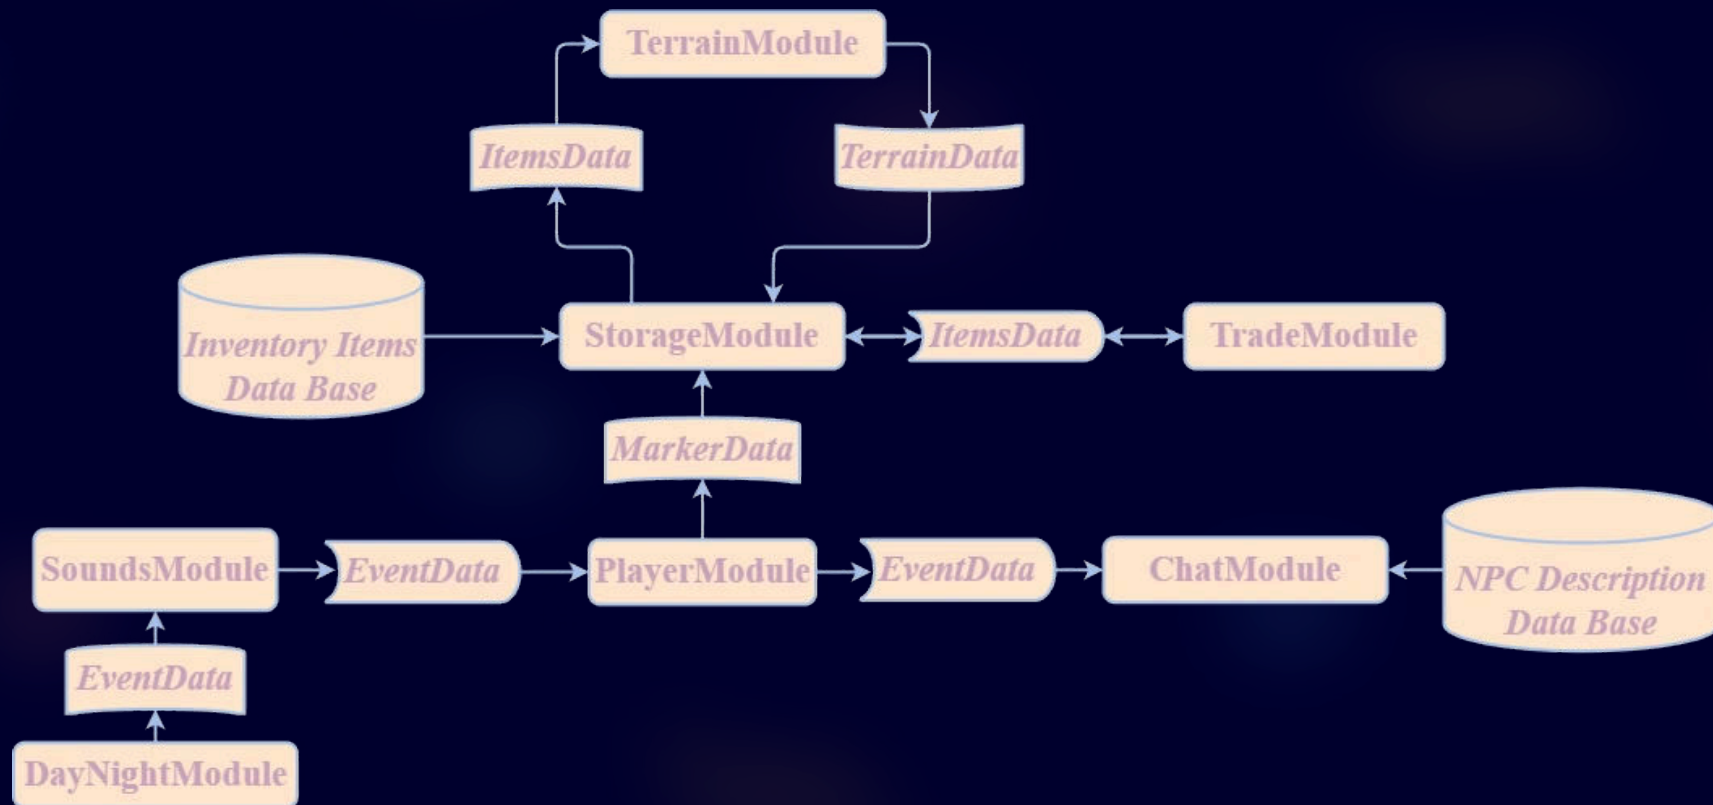 TerrainModule
ItemsData
TerrainData
Inventory Items
Data Base
StorageModule
ItemsData
TradeModule
MarkerData
SoundsModule
EventData
PlayerModule
EventData
ChatModule
NPC Description
Data Base
EventData
DayNightModule